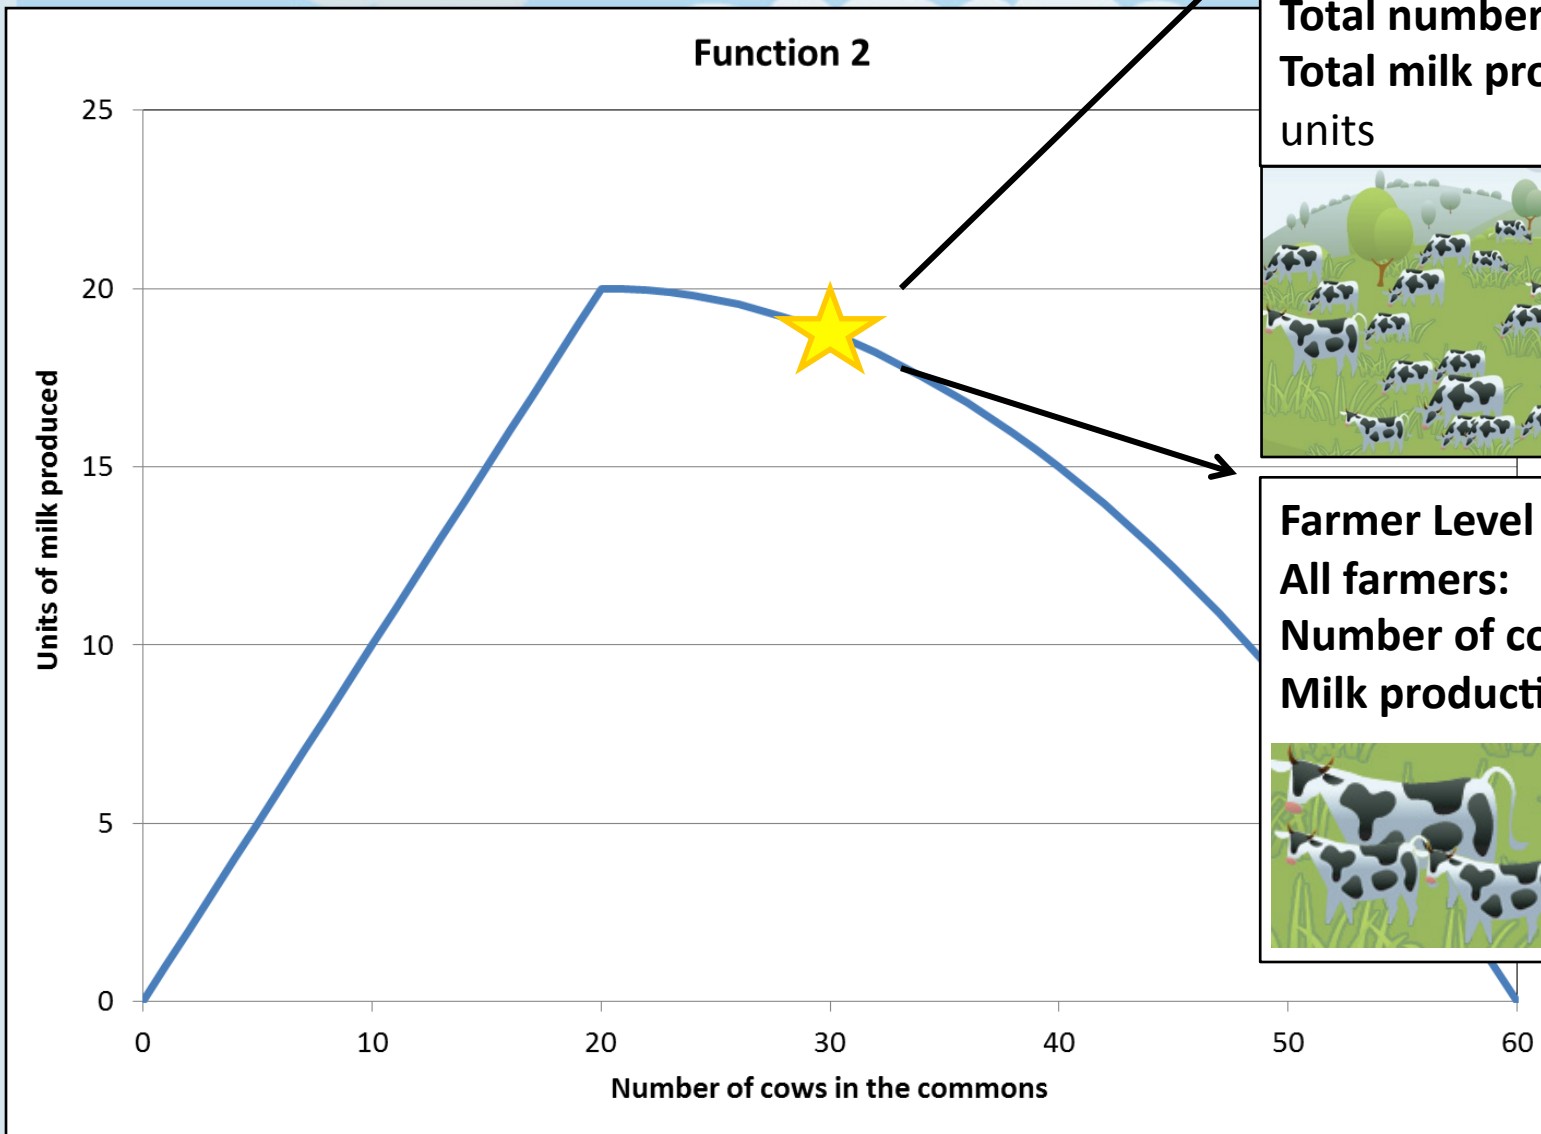 Total number
Total milk pro
units
Function 2
25
20
15
10
5
0
Units of milk produced
0 10 20 30 40 50 60
Number of cows in the commons
Farmer Level
All farmers:
Number of co
Milk producti